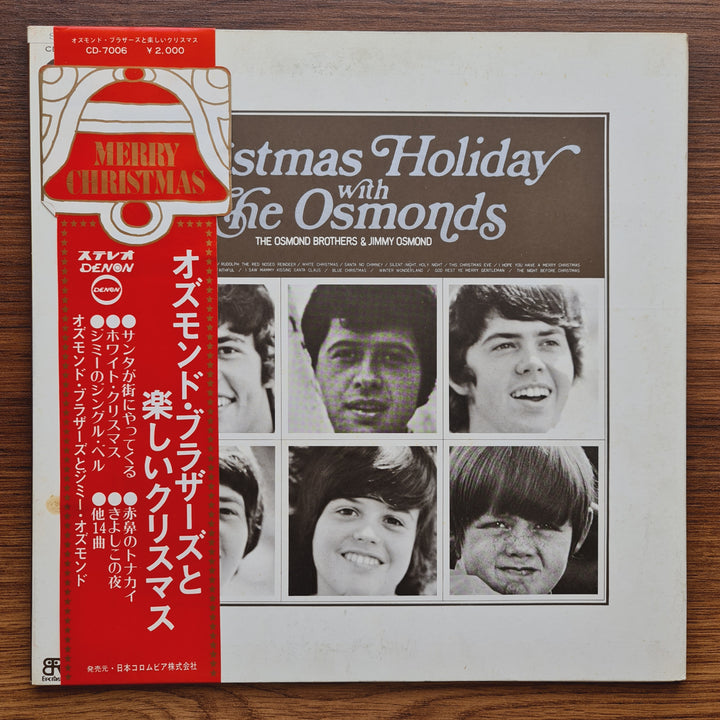 オズモンド・ブラザーズと楽しいクリスマス
CD-7006 ¥2,000
MERRY
CHRISTMAS
ステレオ
DENON
DENON
オズモンド・ブラザーズと
楽しいクリスマス
●サンタが街にやってくる
●ホワイト・クリスマス
●ジミーのジングル・ベル
●赤鼻のトナカイ
●きよしこの夜
●他14曲
オズモンド・ブラザーズとジミー・オズモンド
発売元・日本コロムビア株式会社
istmas Holiday
with
he Osmonds
THE OSMOND BROTHERS & JIMMY OSMOND
RUDOLPH THE RED NOSED REINDEER / WHITE CHRISTMAS / SANTA NO CHIMNEY / SILENT NIGHT, HOLY NIGHT / THIS CHRISTMAS EVE / I HOPE YOU HAVE A MERRY CHRISTMAS
/ I SAW MAMMY KISSING SANTA CLAUS / BLUE CHRISTMAS / WINTER WONDERLAND / GOD REST YE MERRY GENTLEMAN / THE NIGHT BEFORE CHRISTMAS